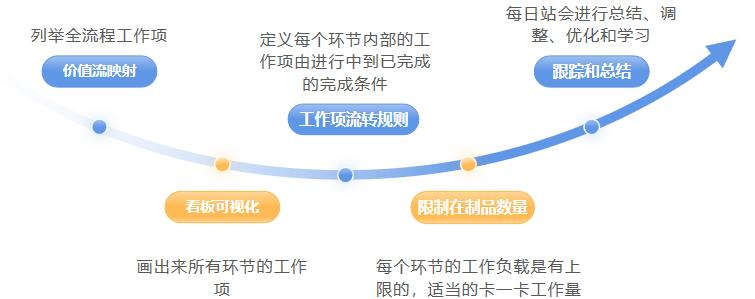 列举全流程工作项
价值流映射
看板可视化
画出来所有环节的工作
项
定义每个环节内部的工
作项由进行中到已完成
的完成条件
工作项流转规则
限制在制品数量
每个环节的工作负载是有上
限的，适当的卡一卡工作量
每日站会进行总结、调
整、优化和学习
跟踪和总结